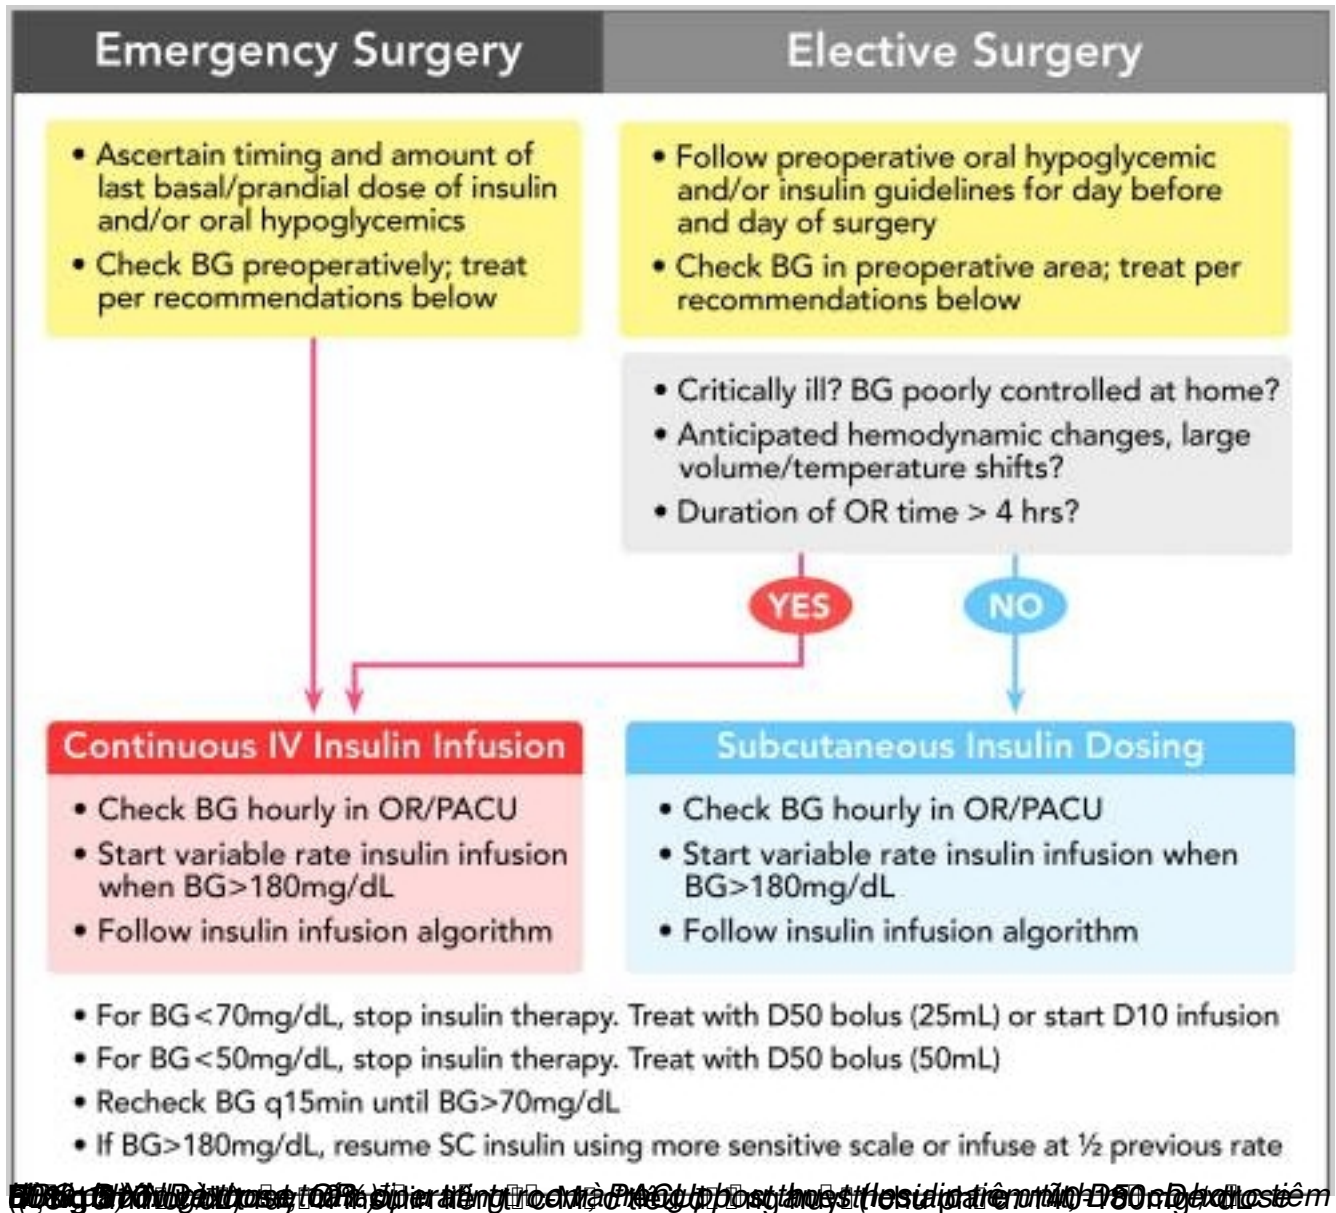 Emergency Surgery
Elective Surgery
• Ascertain timing and amount of
last basal/prandial dose of insulin
and/or oral hypoglycemics
• Check BG preoperatively; treat
per recommendations below
• Follow preoperative oral hypoglycemic
and/or insulin guidelines for day before
and day of surgery
• Check BG in preoperative area; treat per
recommendations below
• Critically ill? BG poorly controlled at home?
• Anticipated hemodynamic changes, large
volume/temperature shifts?
• Duration of OR time > 4 hrs?
YES
NO
Continuous IV Insulin Infusion
• Check BG hourly in OR/PACU
• Start variable rate insulin infusion
when BG>180mg/dL
• Follow insulin infusion algorithm
Subcutaneous Insulin Dosing
• Check BG hourly in OR/PACU
• Start variable rate insulin infusion when
BG>180mg/dL
• Follow insulin infusion algorithm
• For BG<70mg/dL, stop insulin therapy. Treat with D50 bolus (25mL) or start D10 infusion
• For BG<50mg/dL, stop insulin therapy. Treat with D50 bolus (50mL)
• Recheck BG q15min until BG>70mg/dL
• If BG>180mg/dL, resume SC insulin using more sensitive scale or infuse at ½ previous rate